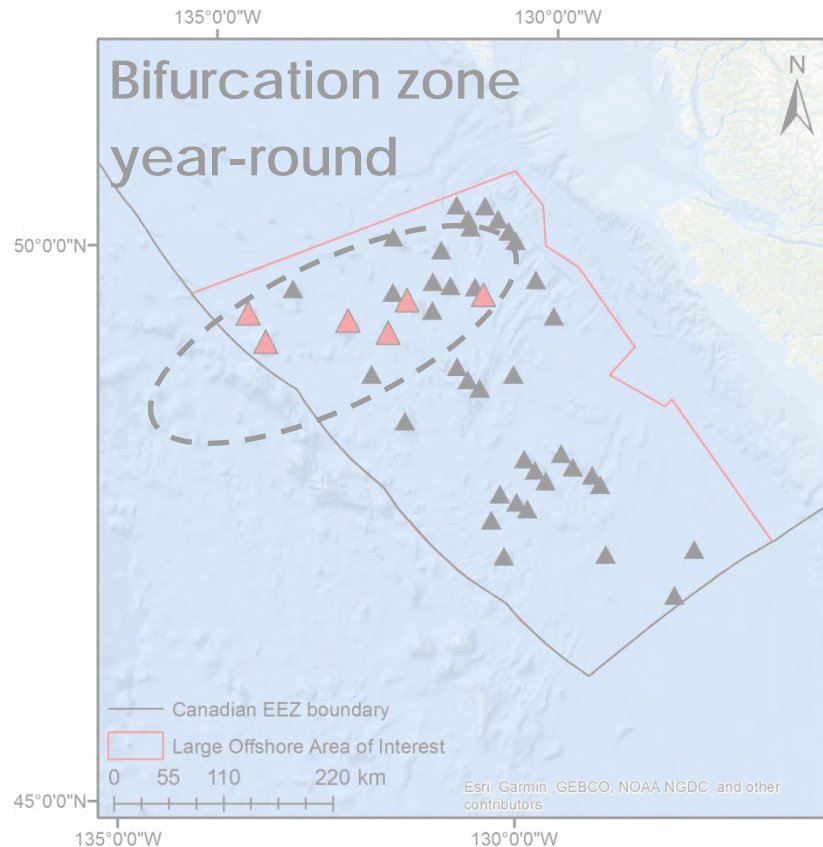 135°0'0"W 130°0'0"W
Bifurcation zone
year-round
N
50°0'0"N
Canadian EEZ boundary
Large Offshore Area of Interest
0 55 110 220 km
Esri, Garmin, GEBCO, NOAA NGDC, and other
contributors
45°0'0"N
135°0'0"W 130°0'0"W